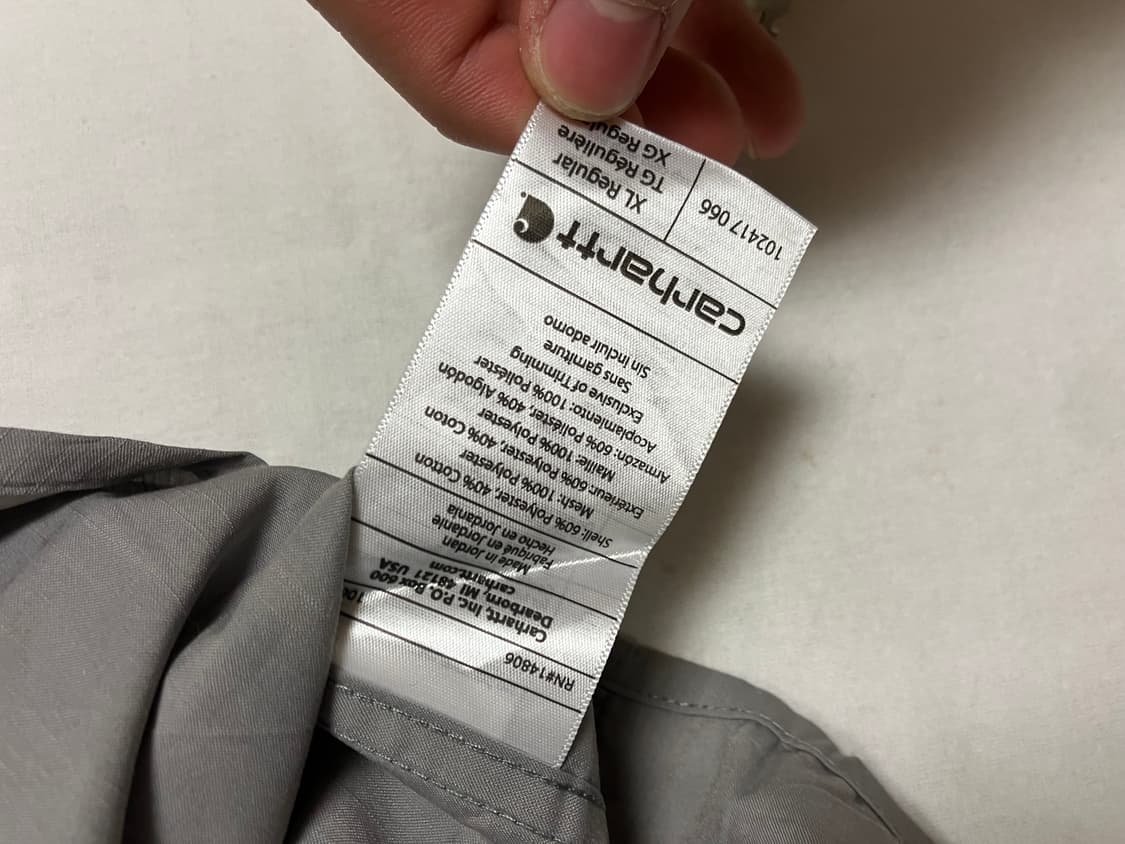 102417 066
XL Regular
TG Régulière
XG Regular
carhartt
Shell: 60% Polyester, 40% Cotton
Mesh: 100% Polyester
Extérieur: 60% Polyester, 40% Coton
Maille: 100% Polyester
Armazón: 60% Poliéster, 40% Algodón
Acoplamiento: 100% Poliéster
Exclusive of Trimming
Sans garniture
Sin incluir adorno
Made in Jordan
Fabriqué en Jordanie
Hecho en Jordania
Carhartt, Inc. P.O. Box 600
Dearborn, MI 48121 USA
carhartt.com
RN#14806